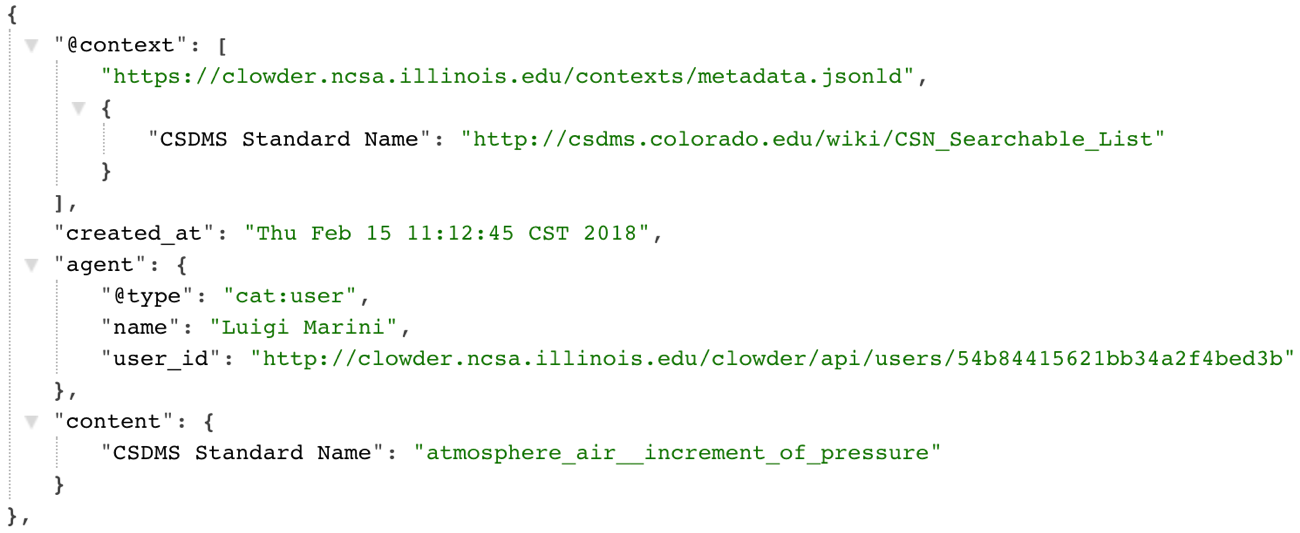 {
"@context": [
"https://clowder.ncsa.illinois.edu/contexts/metadata.jsonld",
{
"CSDMS Standard Name": "http://csdms.colorado.edu/wiki/CSN_Searchable_List"
}
],
"created_at": "Thu Feb 15 11:12:45 CST 2018",
"agent": {
"@type": "cat:user",
"name": "Luigi Marini",
"user_id": "http://clowder.ncsa.illinois.edu/clowder/api/users/54b84415621bb34a2f4bed3b"
},
"content": {
"CSDMS Standard Name": "atmosphere_air__increment_of_pressure"
}
},